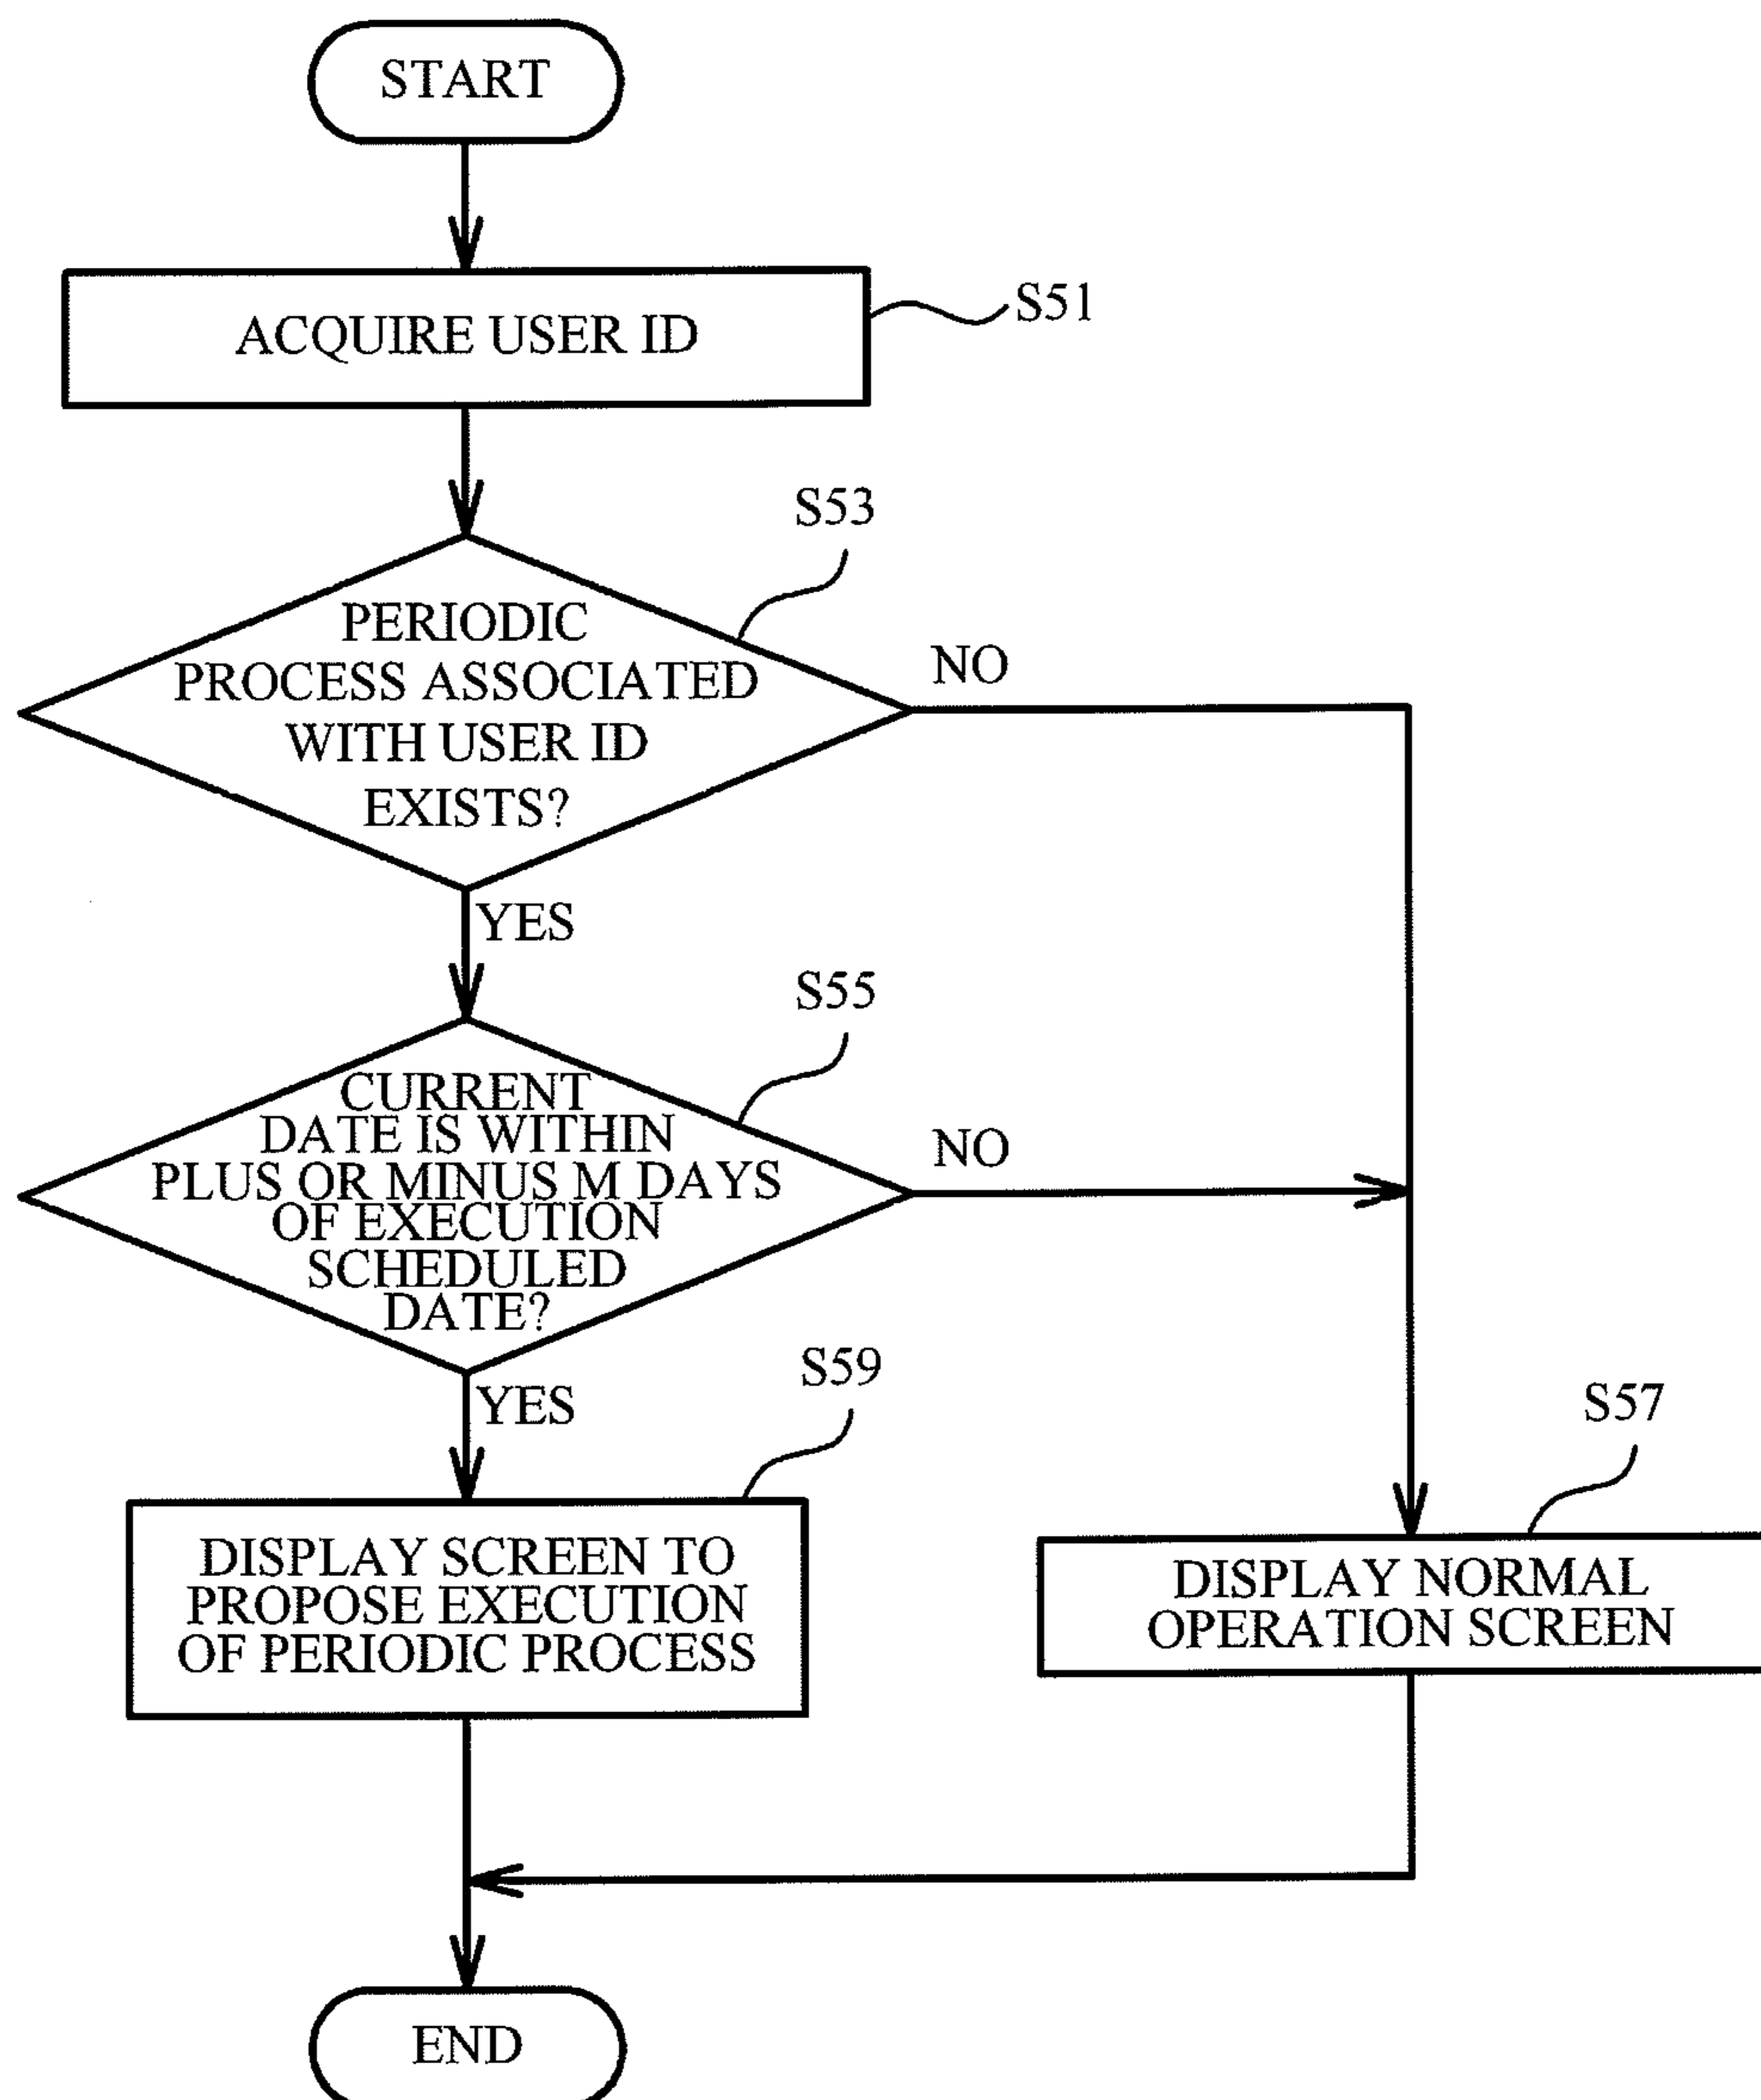 START
ACQUIRE USER ID
S51
S53
PERIODIC
PROCESS ASSOCIATED
WITH USER ID
EXISTS?
NO
YES
S55
CURRENT
DATE IS WITHIN
PLUS OR MINUS M DAYS
OF EXECUTION
SCHEDULED
DATE?
NO
YES
S59
DISPLAY SCREEN TO
PROPOSE EXECUTION
OF PERIODIC PROCESS
S57
DISPLAY NORMAL
OPERATION SCREEN
END